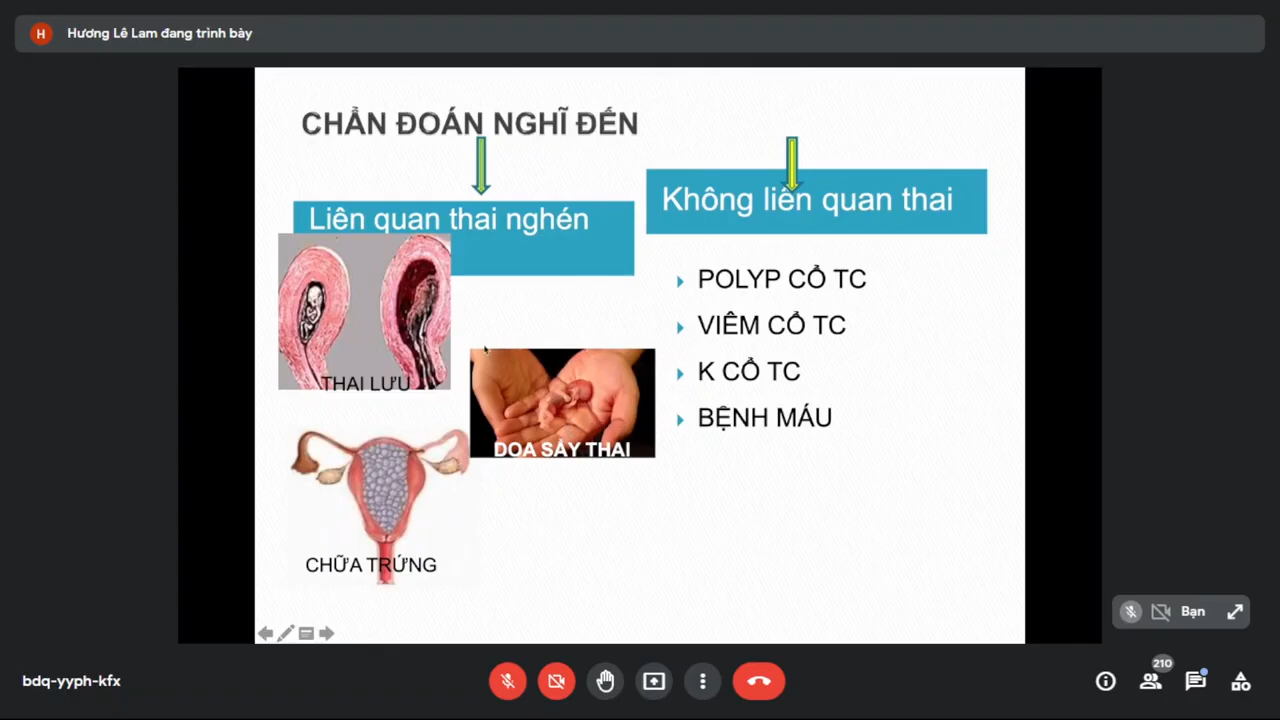 H
Hương Lê Lam đang trình bày
CHẨN ĐOÁN NGHĨ ĐẾN
Liên quan thai nghén
Không liên quan thai
THAI LƯU
DOA SẢY THAI
CHỮA TRỨNG
POLYP CỔ TC
VIÊM CỔ TC
K CỔ TC
BỆNH MÁU
Bạn
bdq-yyph-kfx
210